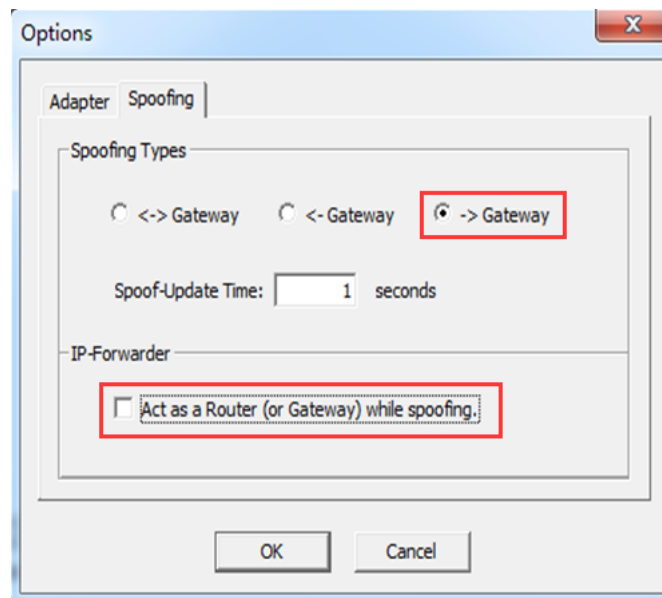 Options
Adapter Spoofing
Spoofing Types
<-> Gateway <- Gateway -> Gateway
Spoof-Update Time: 1 seconds
IP-Forwarder
Act as a Router (or Gateway) while spoofing.
OK Cancel